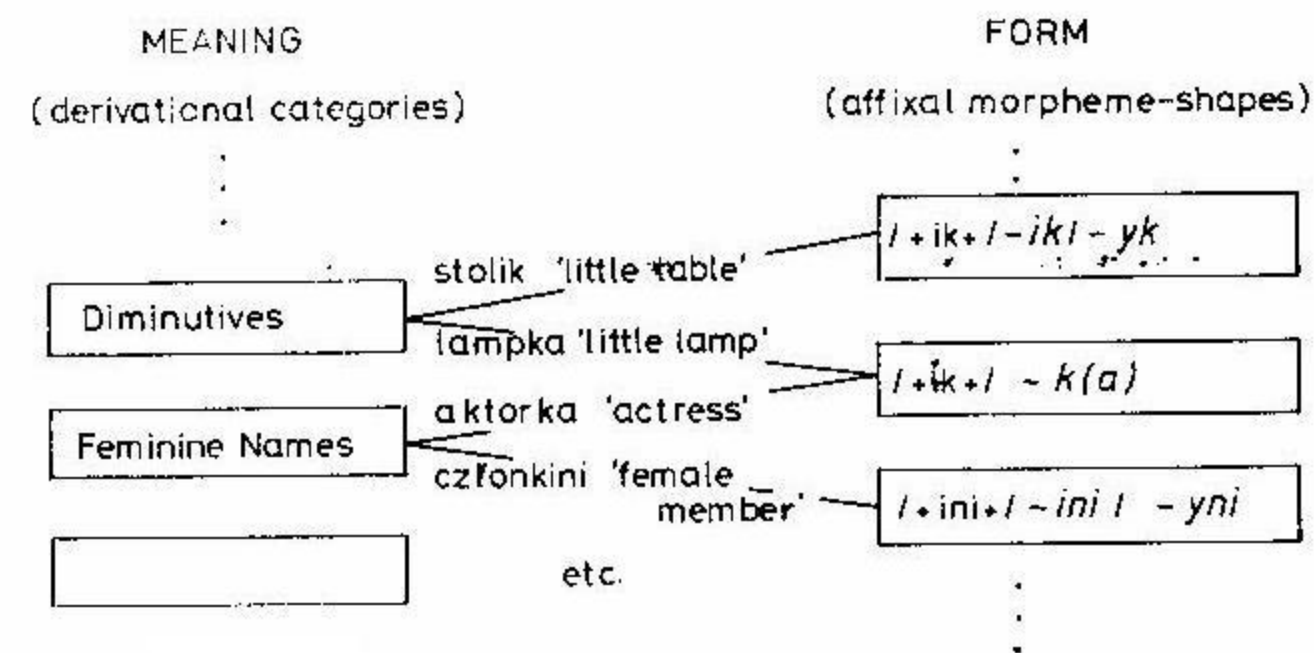 MEANING
FORM
(derivational categories)
(affixal morpheme-shapes)
/+ik+/ ~ ik / ~ yk
stolik 'little table'
Diminutives
lampka 'little lamp'
/+ik+/ ~ k(a)
aktorka 'actress'
Feminine Names
członkini 'female
member'
/+ini+/ ~ ini / ~ yni
etc.